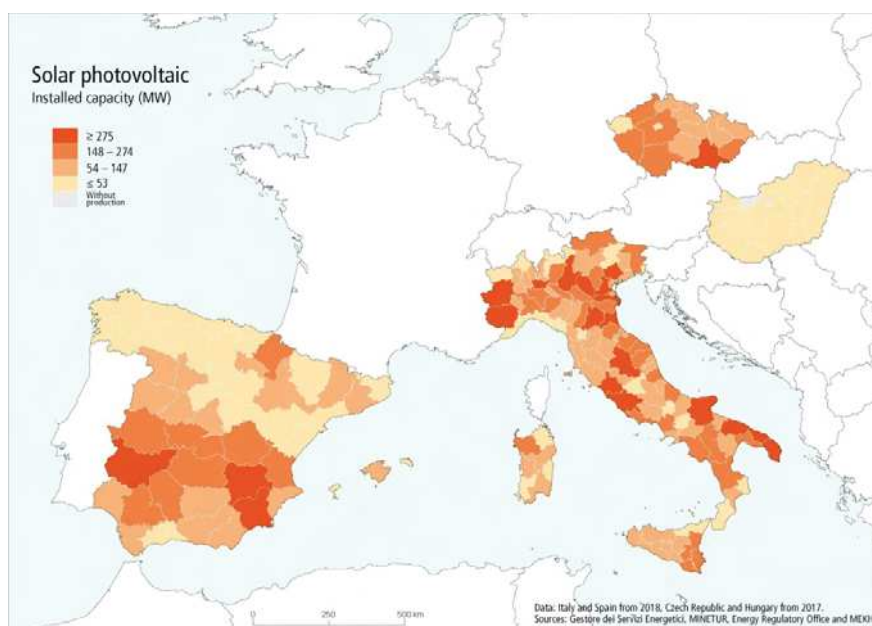 Solar photovoltaic
Installed capacity (MW)
≥ 275
148 – 274
54 – 147
≤ 53
Without
production
0 250 500 km
Data: Italy and Spain from 2018, Czech Republic and Hungary from 2017.
Sources: Gestore dei Servizi Energetici, MINETUR, Energy Regulatory Office and MEKH